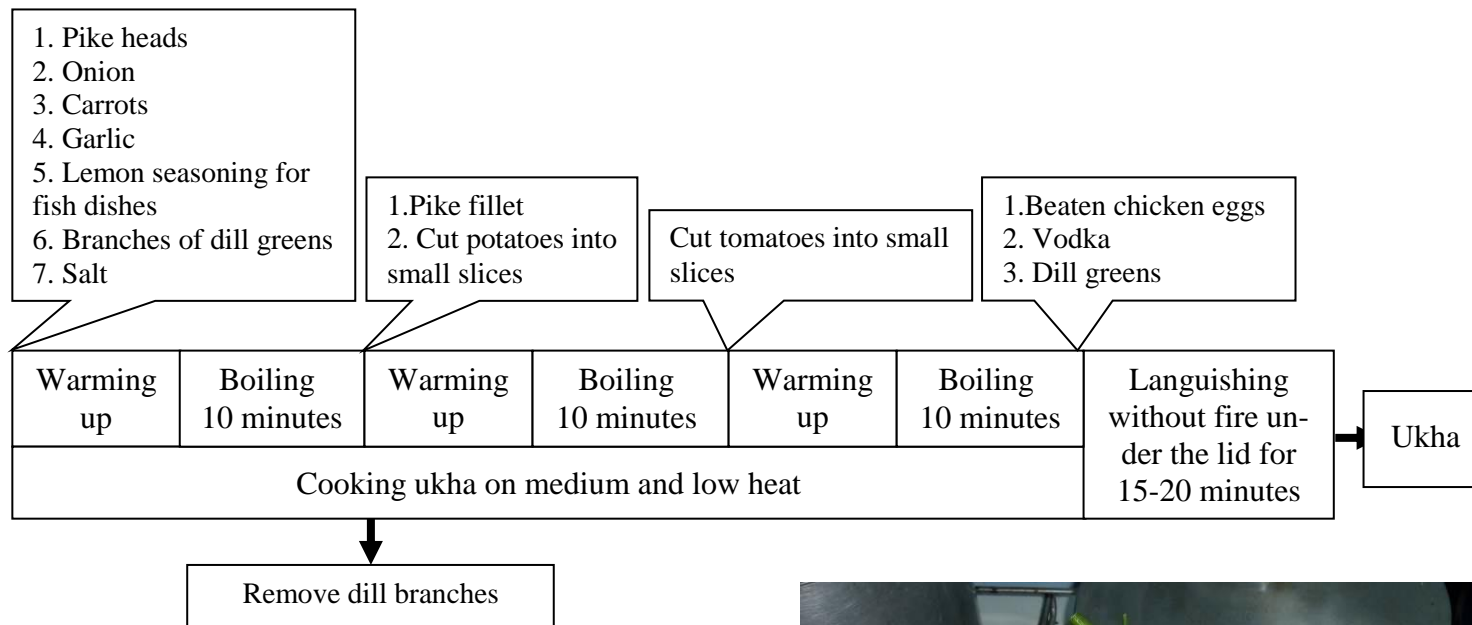 1. Pike heads
2. Onion
3. Carrots
4. Garlic
5. Lemon seasoning for
fish dishes
6. Branches of dill greens
7. Salt
1.Pike fillet
2. Cut potatoes into
small slices
Cut tomatoes into small
slices
1.Beaten chicken eggs
2. Vodka
3. Dill greens
Warming
up
Boiling
10 minutes
Warming
up
Boiling
10 minutes
Warming
up
Boiling
10 minutes
Languishing
without fire un-
der the lid for
15-20 minutes
Ukha
Cooking ukha on medium and low heat
Remove dill branches